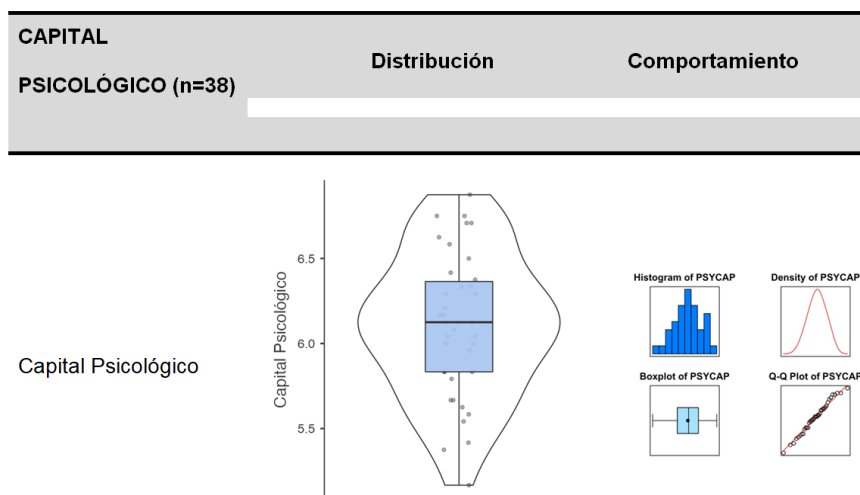 CAPITAL
PSICOLÓGICO (n=38)
Distribución
Comportamiento
Capital Psicológico
Capital Psicológico
6.5
6.0
5.5
Histogram of PSYCAP
Density of PSYCAP
Boxplot of PSYCAP
Q-Q Plot of PSYCAP